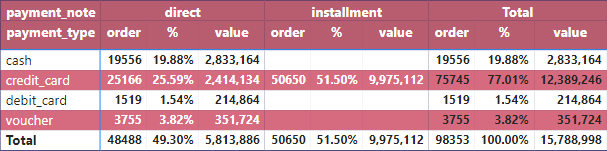 payment_note direct installment Total
payment_type order % value order % value order % value
cash 19556 19.88% 2,833,164 19556 19.88% 2,833,164
credit_card 25166 25.59% 2,414,134 50650 51.50% 9,975,112 75745 77.01% 12,389,246
debit_card 1519 1.54% 214,864 1519 1.54% 214,864
voucher 3755 3.82% 351,724 3755 3.82% 351,724
Total 48488 49.30% 5,813,886 50650 51.50% 9,975,112 98353 100.00% 15,788,998